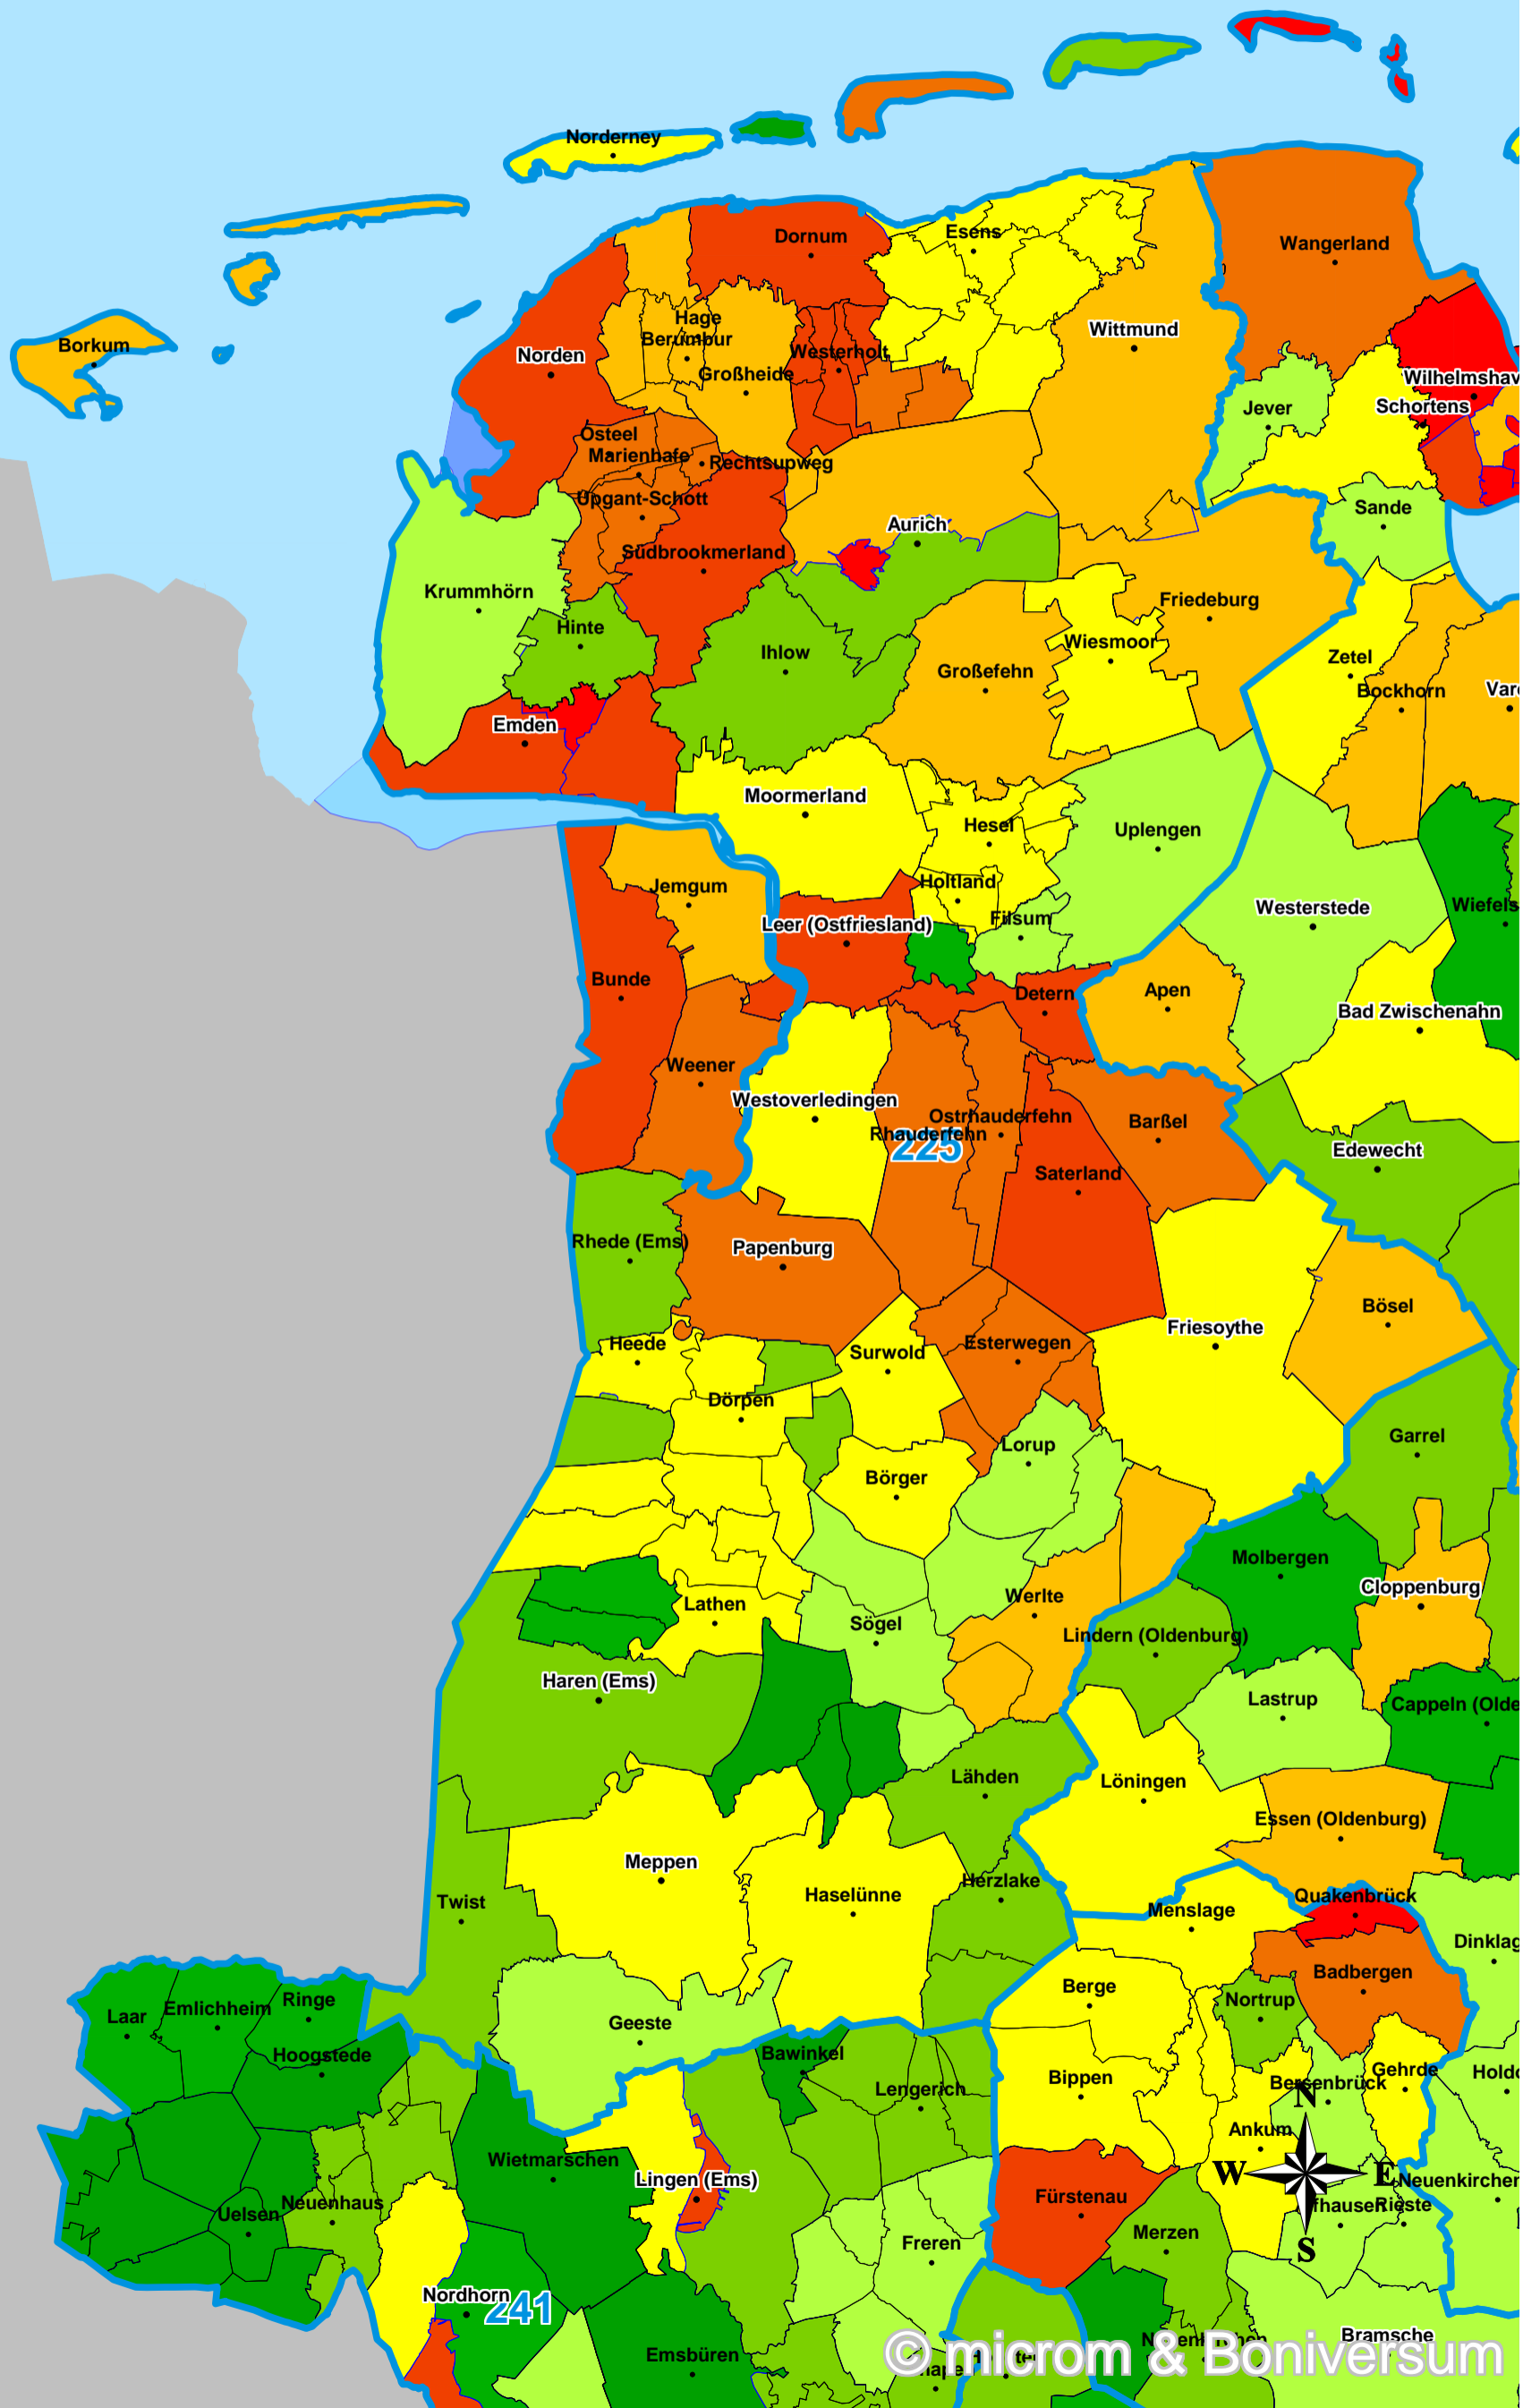 Norderney
Dornum
Esens
Wangerland
Borkum
Norden
Hage
Berumbur
Großheide
Westerholt
Wittmund
Wilhelmshav
Schortens
Jever
Osteel
Marienhafe
Rechtsupweg
Upgant-Schott
Aurich
Sande
Südbrookmerland
Krummhörn
Hinte
Ihlow
Großefehn
Wiesmoor
Friedeburg
Zetel
Bockhorn
Var
Emden
Moormerland
Hesel
Uplengen
Jemgum
Holtland
Filsum
Leer (Ostfriesland)
Westerstede
Wiefels
Bunde
Detern
Apen
Bad Zwischenahn
Weener
Westoverledingen
Ostrhauderfehn
Rhauderfehn
225
Barßel
Edewecht
Saterland
Rhede (Ems)
Papenburg
Bösel
Friesoythe
Heede
Surwold
Esterwegen
Dörpen
Lorup
Garrel
Börger
Molbergen
Cloppenburg
Lathen
Sögel
Werlte
Lindern (Oldenburg)
Haren (Ems)
Lastrup
Cappeln (Olde
Lähden
Löningen
Essen (Oldenburg)
Meppen
Haselünne
Herzlake
Twist
Quakenbrück
Menslage
Dinklag
Badbergen
Berge
Nortrup
Laar
Emlichheim
Ringe
Geeste
Hoogstede
Bawinkel
Lengerich
Bippen
Bersenbrück
Gehrde
Holdo
N
Ankum
W
E
S
Wietmarschen
Lingen (Ems)
Neuenkirchen
Fürstenau
fhausen
Rieste
Uelsen
Neuenhaus
Merzen
Freren
Nordhorn
241
Emsbüren
Bramsche
© microm & Boniversum